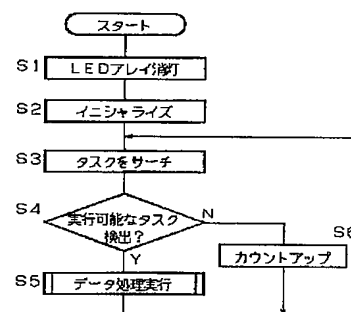 スタート
S1 LEDアレイ消灯
S2 イニシャライズ
S3 タスクをサーチ
S4 実行可能なタスク
検出？
N
Y
S6
カウントアップ
S5 データ処理実行